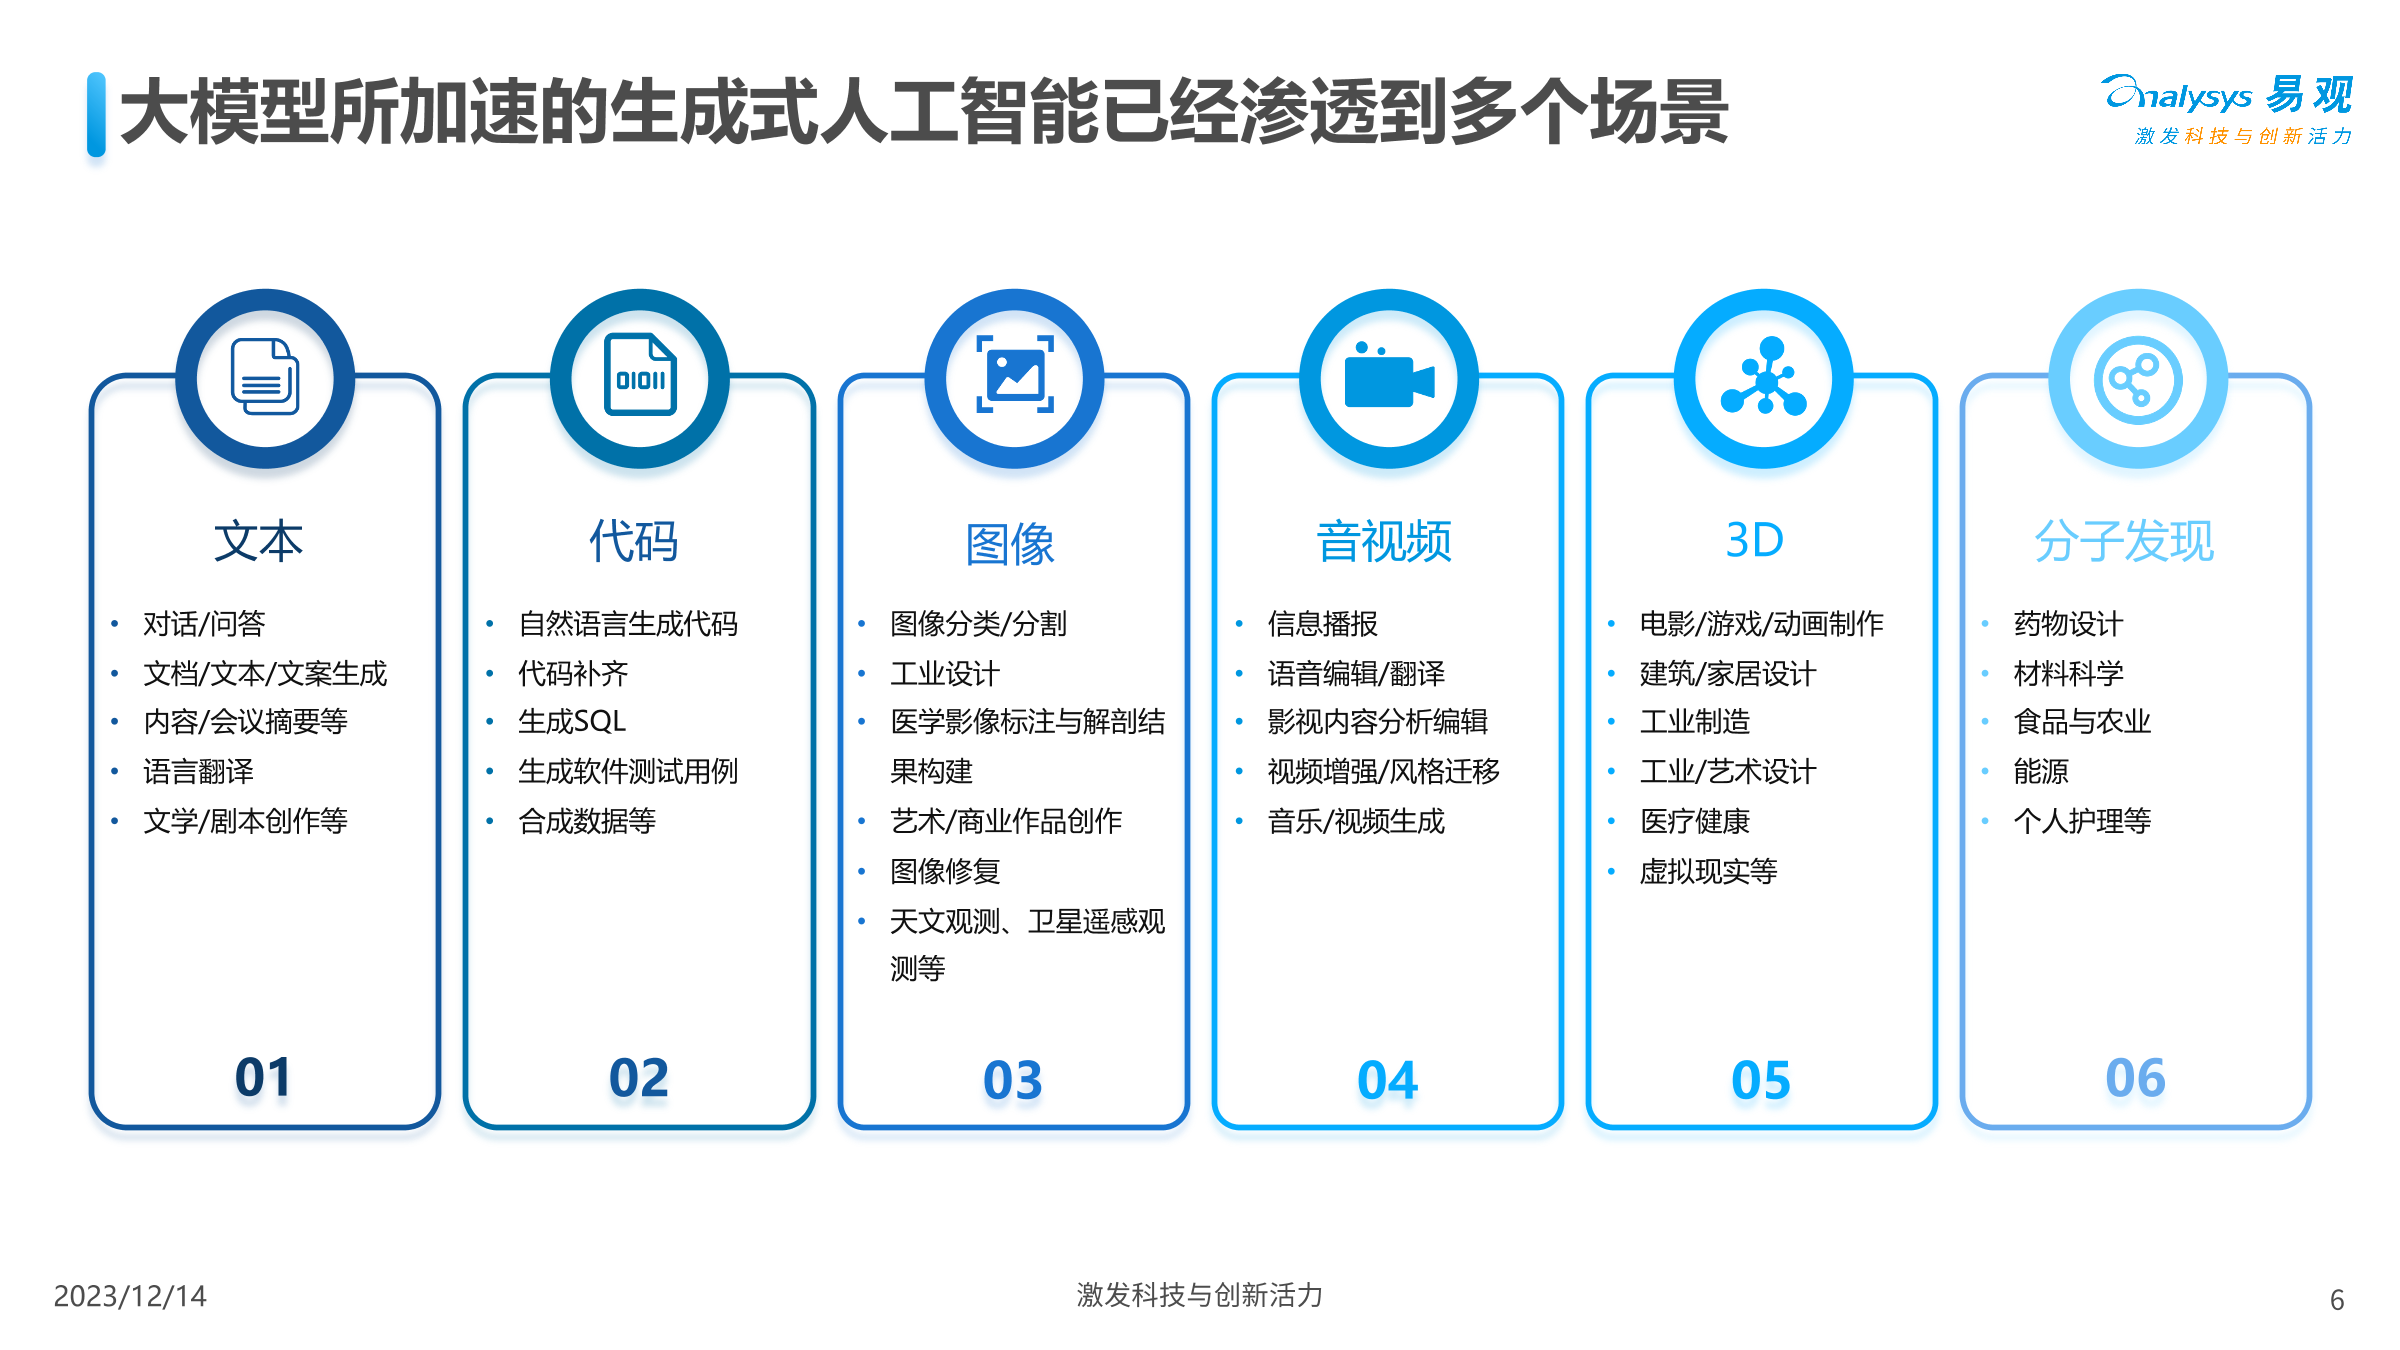 大模型所加速的生成式人工智能已经渗透到多个场景
analysys 易观
激发科技与创新活力
文本
• 对话/问答
• 文档/文本/文案生成
• 内容/会议摘要等
• 语言翻译
• 文学/剧本创作等
01
01011
代码
• 自然语言生成代码
• 代码补齐
• 生成SQL
• 生成软件测试用例
• 合成数据等
02
图像
• 图像分类/分割
• 工业设计
• 医学影像标注与解剖结
果构建
• 艺术/商业作品创作
• 图像修复
• 天文观测、卫星遥感观
测等
03
音视频
• 信息播报
• 语音编辑/翻译
• 影视内容分析编辑
• 视频增强/风格迁移
• 音乐/视频生成
04
3D
• 电影/游戏/动画制作
• 建筑/家居设计
• 工业制造
• 工业/艺术设计
• 医疗健康
• 虚拟现实等
05
分子发现
• 药物设计
• 材料科学
• 食品与农业
• 能源
• 个人护理等
06
2023/12/14
激发科技与创新活力
6